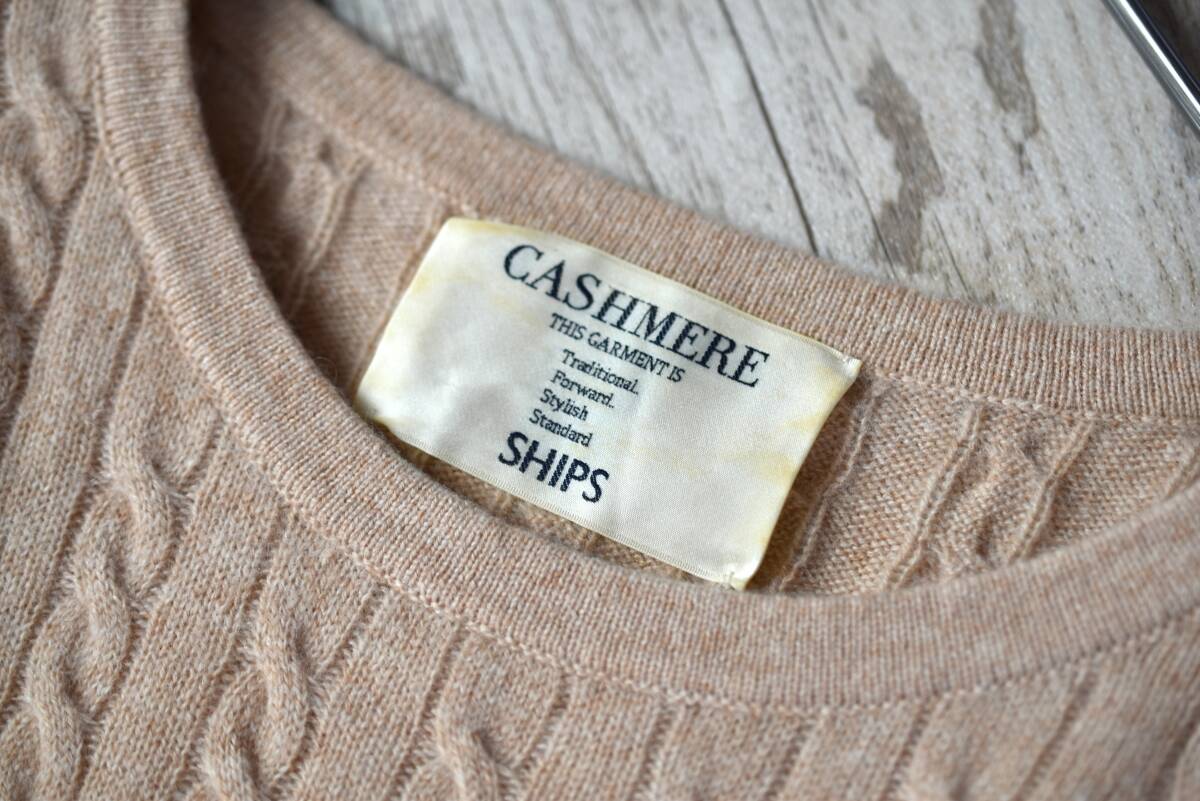 CASHMERE
THIS GARMENT IS
Traditional.
Forward.
Stylish
Standard
SHIPS